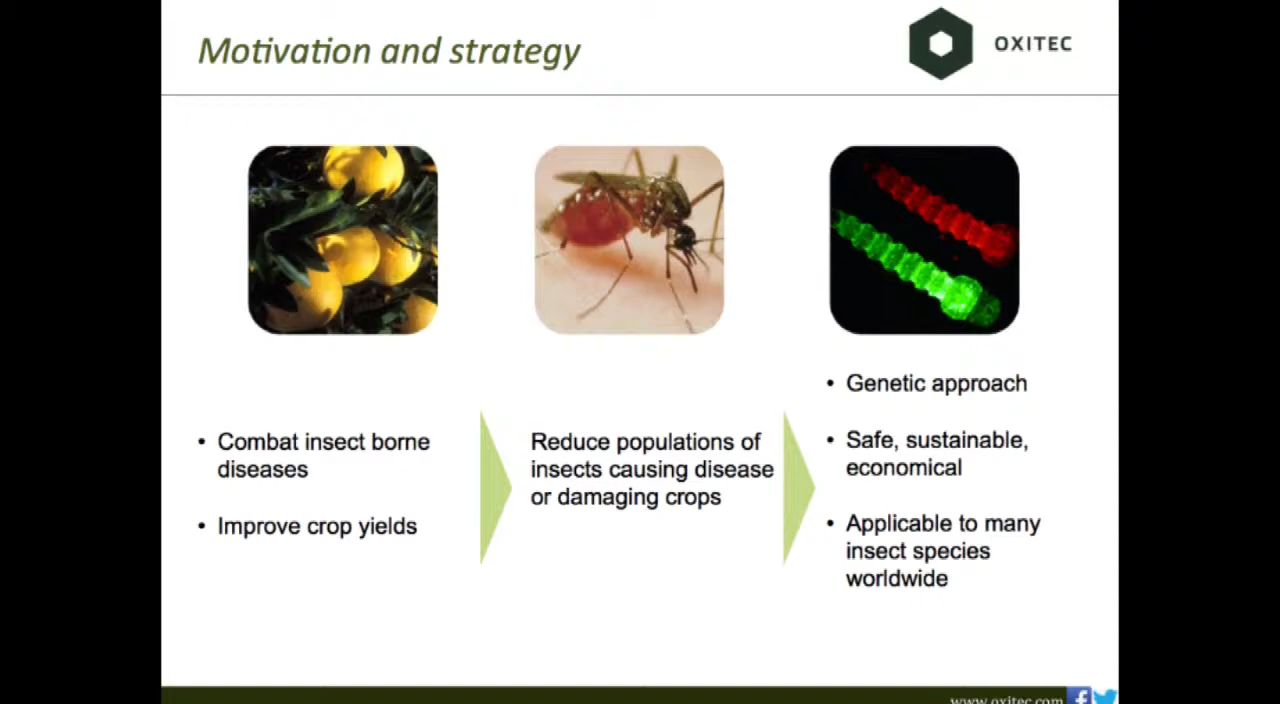 Motivation and strategy
OXITEC
• Combat insect borne
diseases
• Improve crop yields
Reduce populations of
insects causing disease
or damaging crops
• Genetic approach
• Safe, sustainable,
economical
• Applicable to many
insect species
worldwide
www.oxitec.com